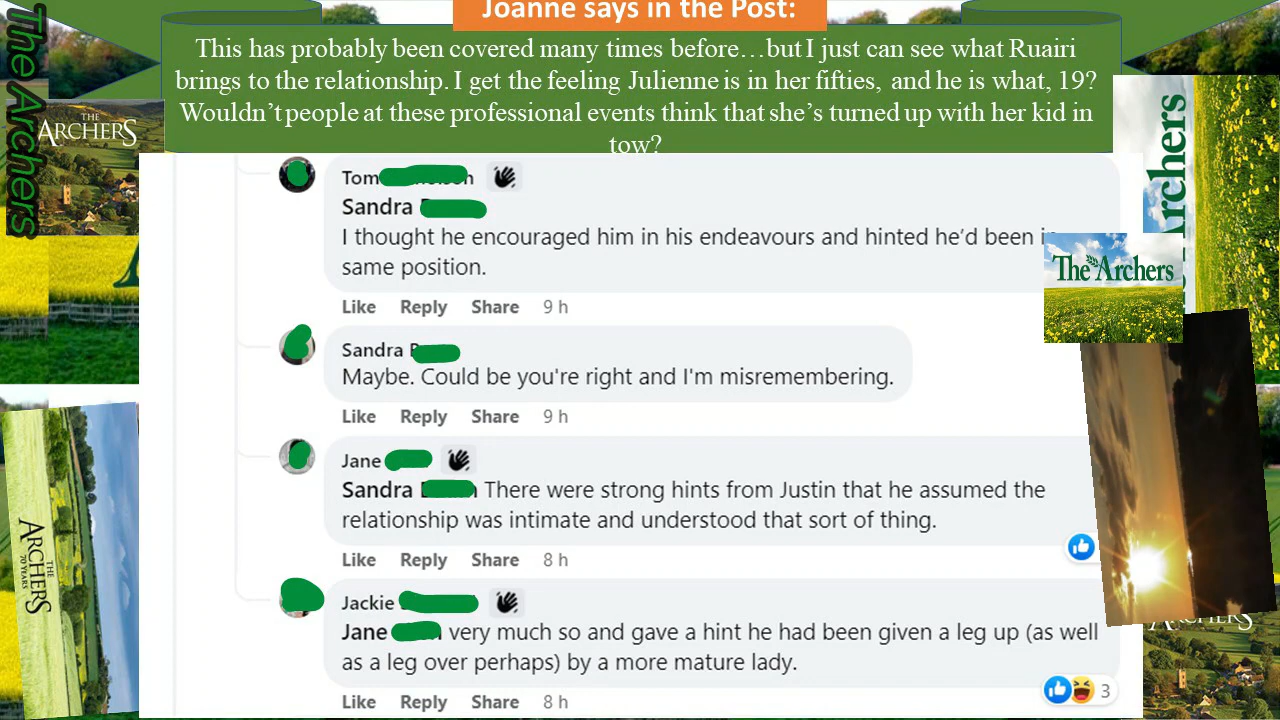 Joanne says in the Post:
This has probably been covered many times before…but I just can see what Ruairi
brings to the relationship. I get the feeling Julienne is in her fifties, and he is what, 19?
Wouldn't people at these professional events think that she's turned up with her kid in
tow?
The Archers
THE
ARCHERS
Archers
The Archers
Tom
Sandra
I thought he encouraged him in his endeavours and hinted he'd been
same position.
Like Reply Share 9 h
Sandra
Maybe. Could be you're right and I'm misremembering.
Like Reply Share 9 h
Jane
Sandra There were strong hints from Justin that he assumed the
relationship was intimate and understood that sort of thing.
Like Reply Share 8 h
Jackie
Jane very much so and gave a hint he had been given a leg up (as well
as a leg over perhaps) by a more mature lady.
3
Like Reply Share 8 h
THE
ARCHERS
70 YEARS
ARCHERS